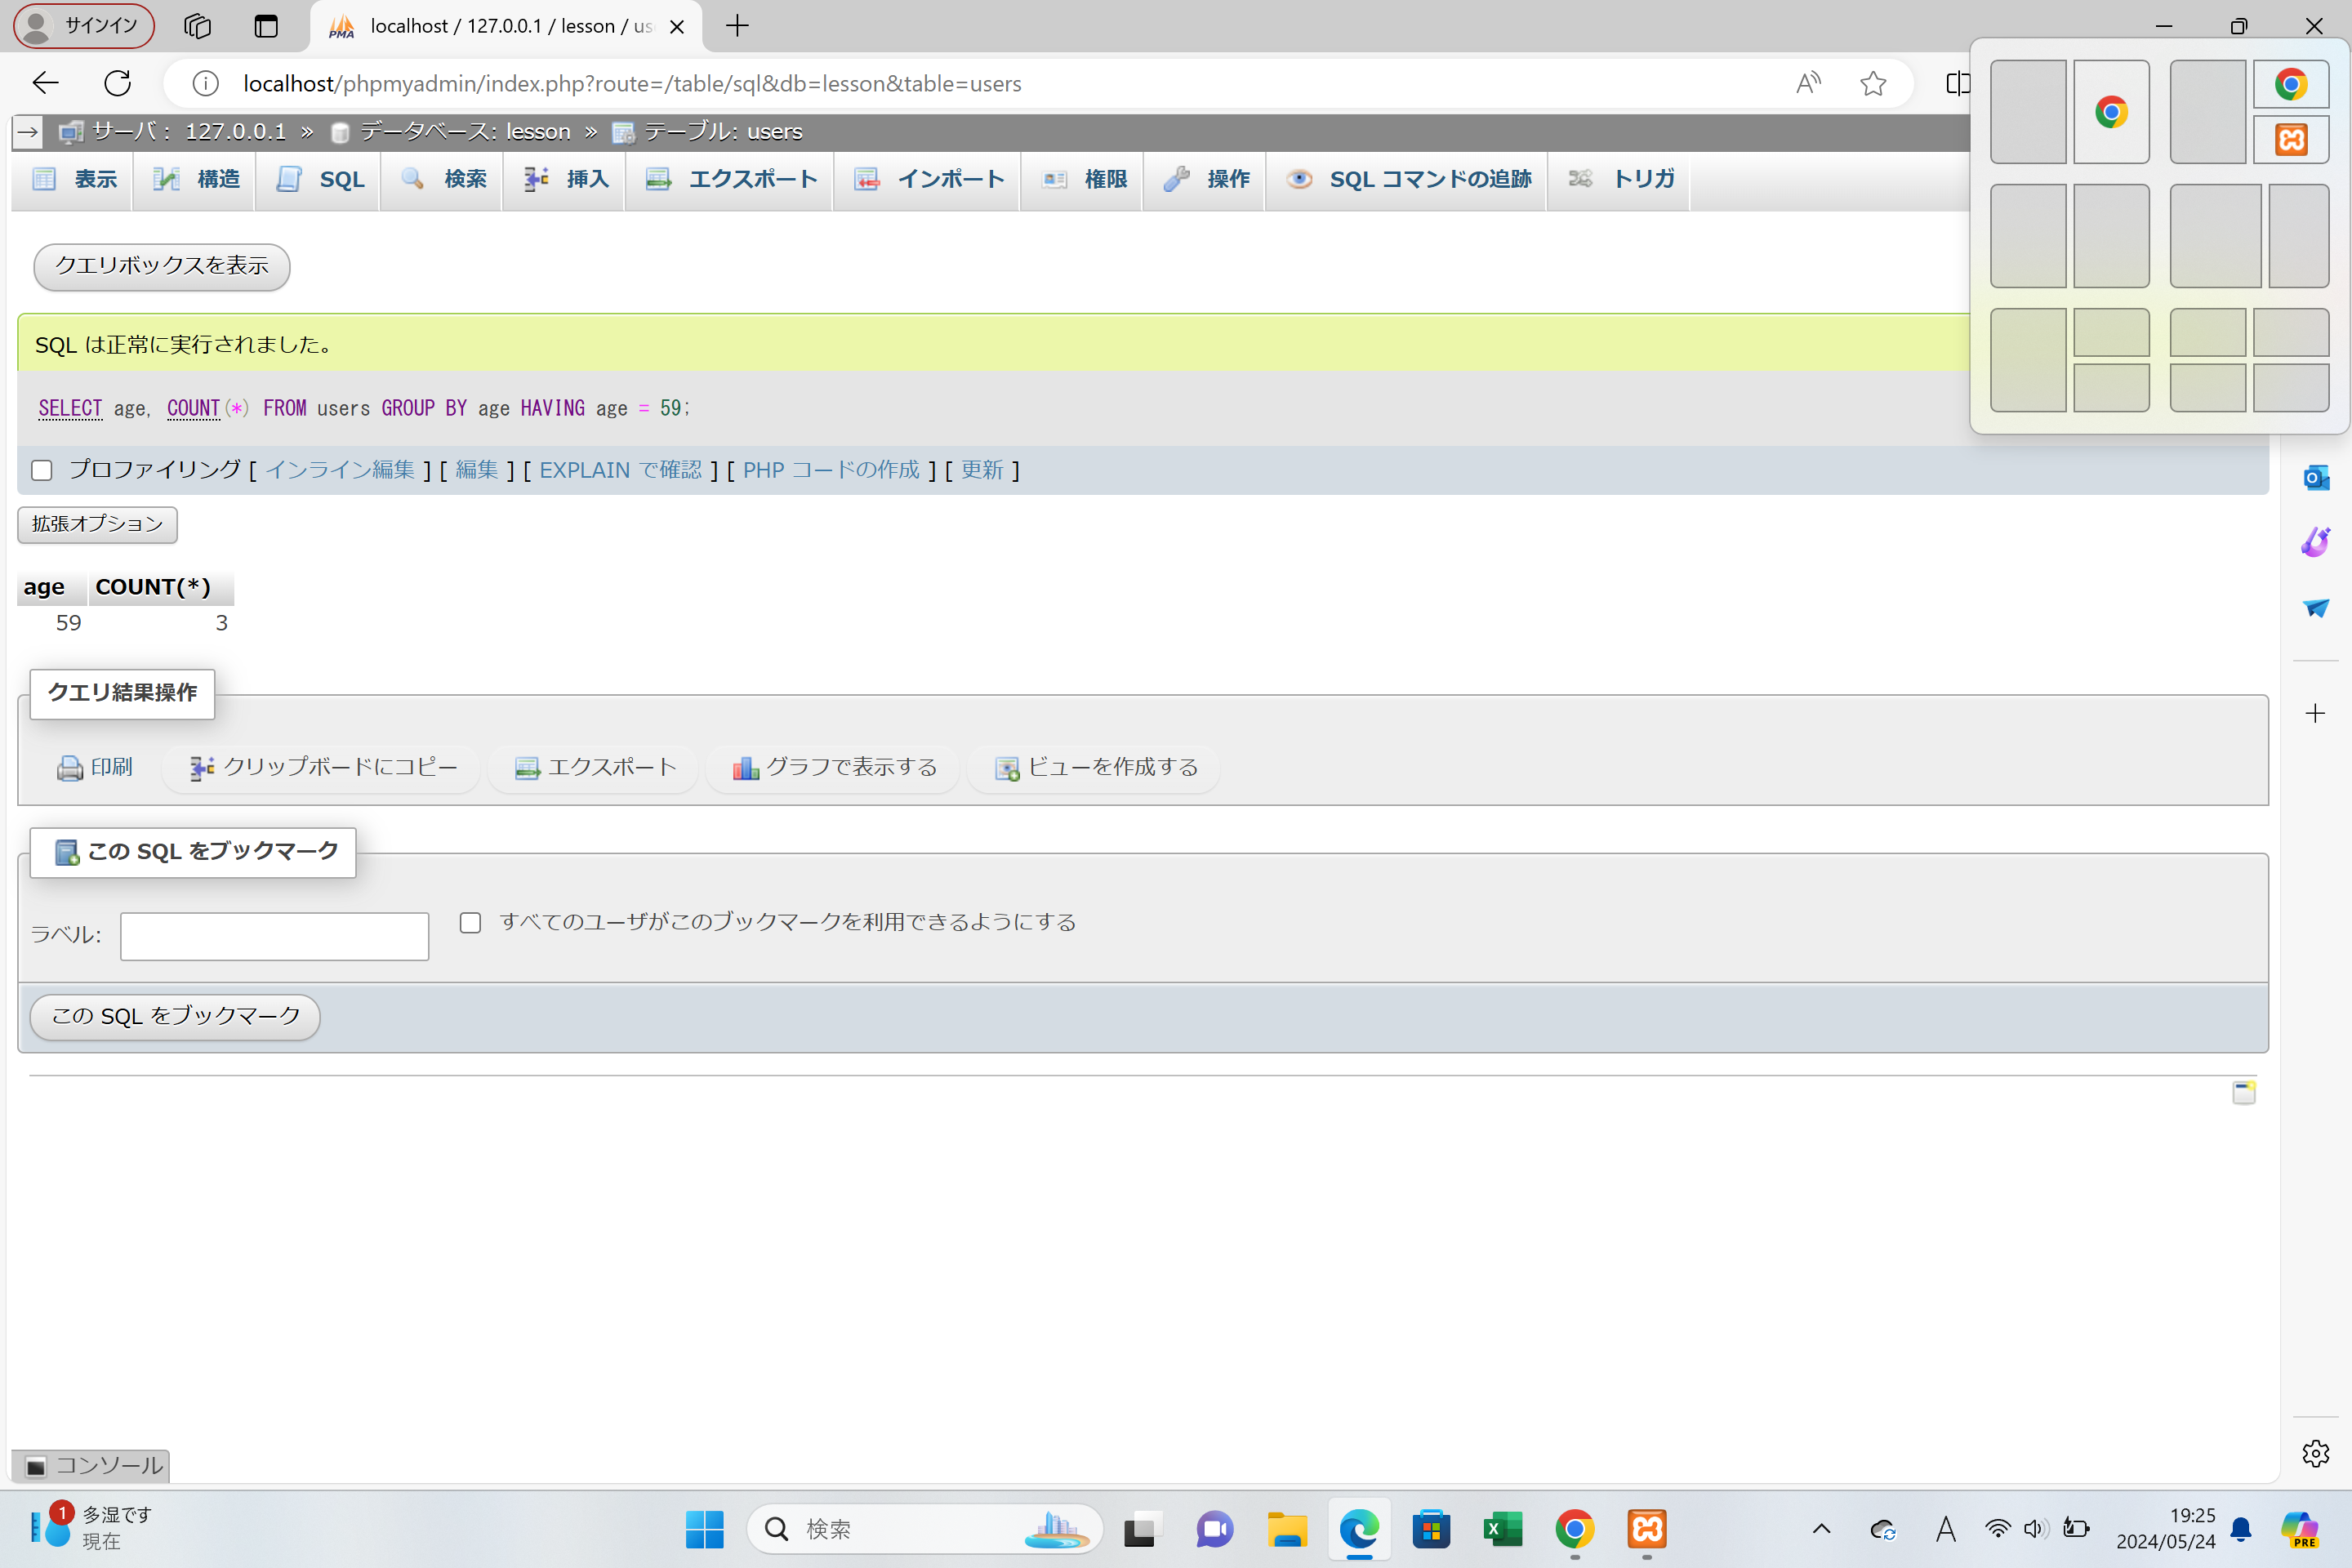 サインイン
PMA localhost / 127.0.0.1 / lesson / us
localhost/phpmyadmin/index.php?route=/table/sql&db=lesson&table=users
サーバ： 127.0.0.1 » データベース: lesson » テーブル: users
表示 構造 SQL 検索 挿入 エクスポート インポート 権限 操作 SQL コマンドの追跡 トリガ
クエリボックスを表示
SQL は正常に実行されました。
SELECT age, COUNT(*) FROM users GROUP BY age HAVING age = 59;
プロファイリング [ インライン編集 ] [ 編集 ] [ EXPLAIN で確認 ] [ PHP コードの作成 ] [ 更新 ]
拡張オプション
age COUNT(*)
59 3
クエリ結果操作
印刷 クリップボードにコピー エクスポート グラフで表示する ビューを作成する
この SQL をブックマーク
ラベル: すべてのユーザがこのブックマークを利用できるようにする
この SQL をブックマーク
コンソール
1 多湿です
現在
検索
A
19:25
2024/05/24
PRE